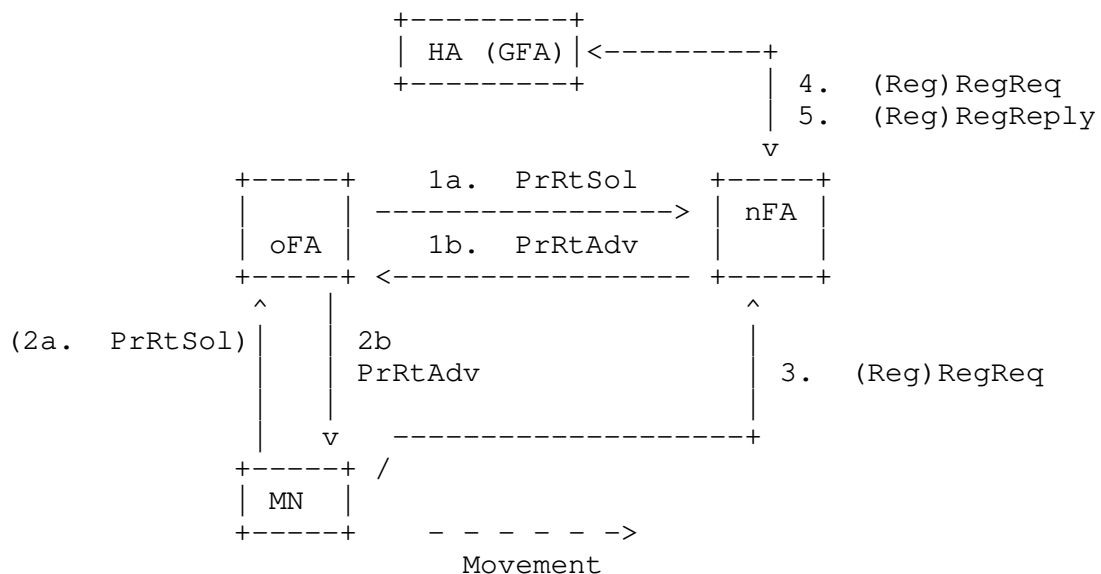 HA (GFA)
4. (Reg)RegReq
5. (Reg)RegReply
1a. PrRtSol
nFA
oFA
1b. PrRtAdv
(2a. PrRtSol)
2b
PrRtAdv
3. (Reg)RegReq
MN
Movement